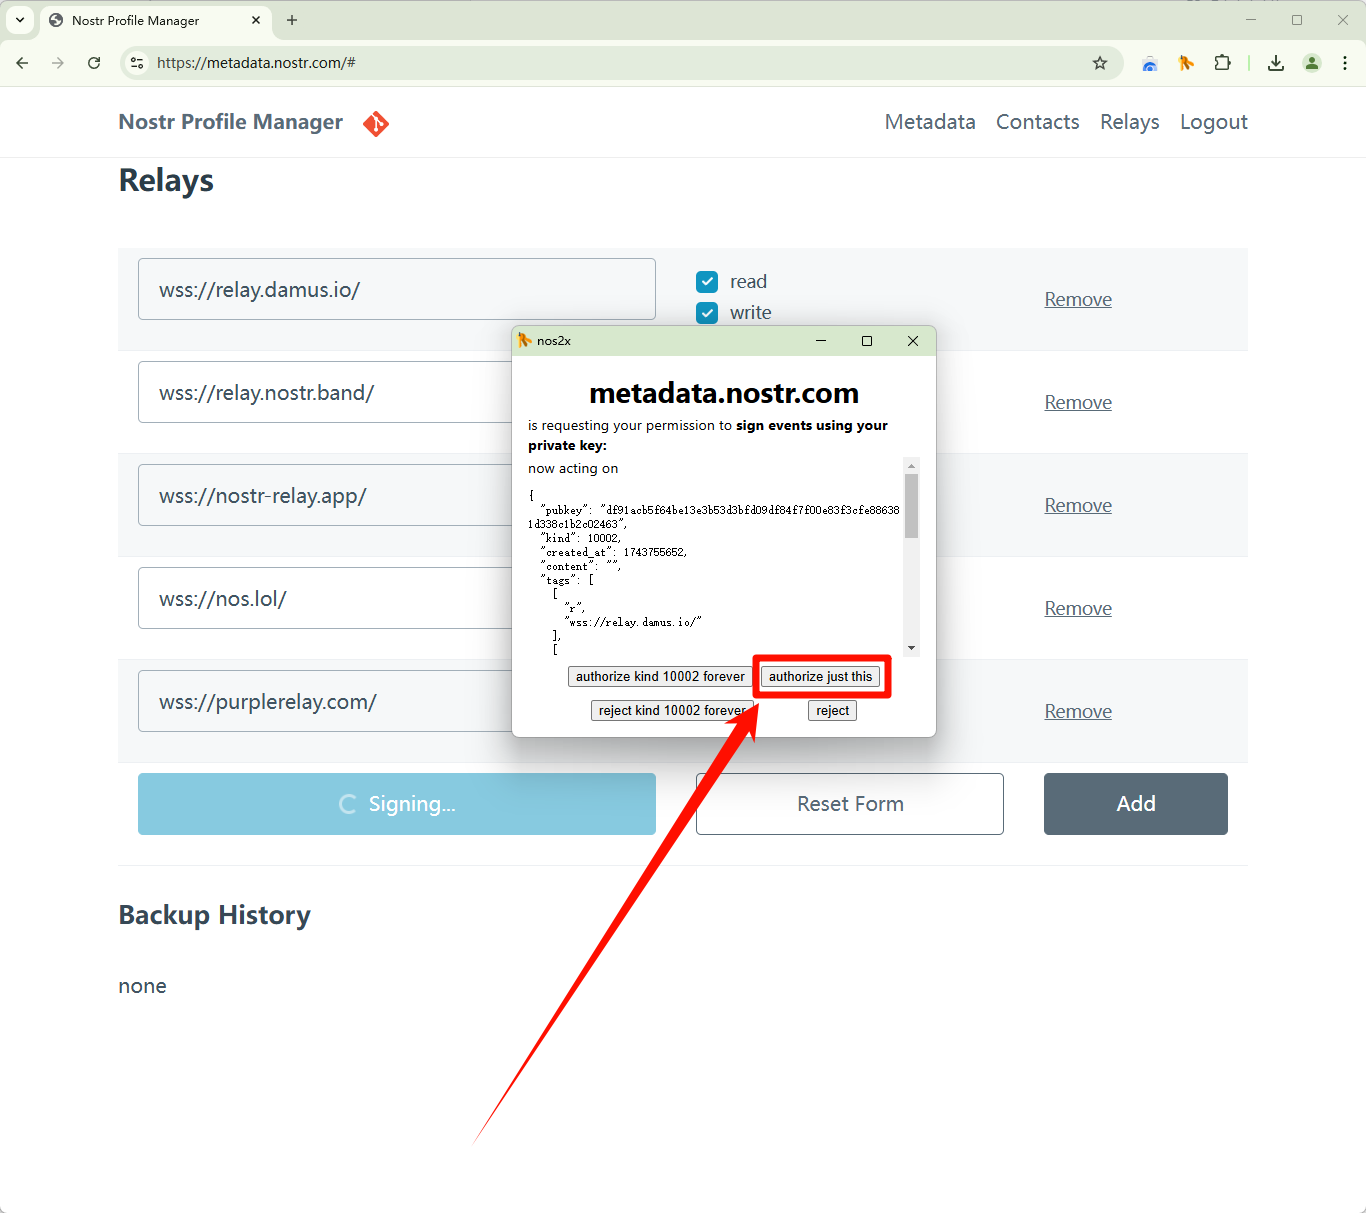 Nostr Profile Manager
https://metadata.nostr.com/#
Nostr Profile Manager
Metadata Contacts Relays Logout
Relays
wss://relay.damus.io/
read
write
Remove
wss://relay.nostr.band/
Remove
wss://nostr-relay.app/
Remove
wss://nos.lol/
Remove
wss://purplerelay.com/
Remove
nos2x
metadata.nostr.com
is requesting your permission to sign events using your
private key:
now acting on
{
"pubkey": "df91acb5f64be13e3b53d3bfd09df84f7f00e83f3cfe88638
1d338c1b2c02463",
"kind": 10002,
"created_at": 1743755652,
"content": "",
"tags": [
[
"r",
"wss://relay.damus.io/"
],
[
authorize kind 10002 forever authorize just this
reject kind 10002 forever reject
Signing... Reset Form Add
Backup History
none